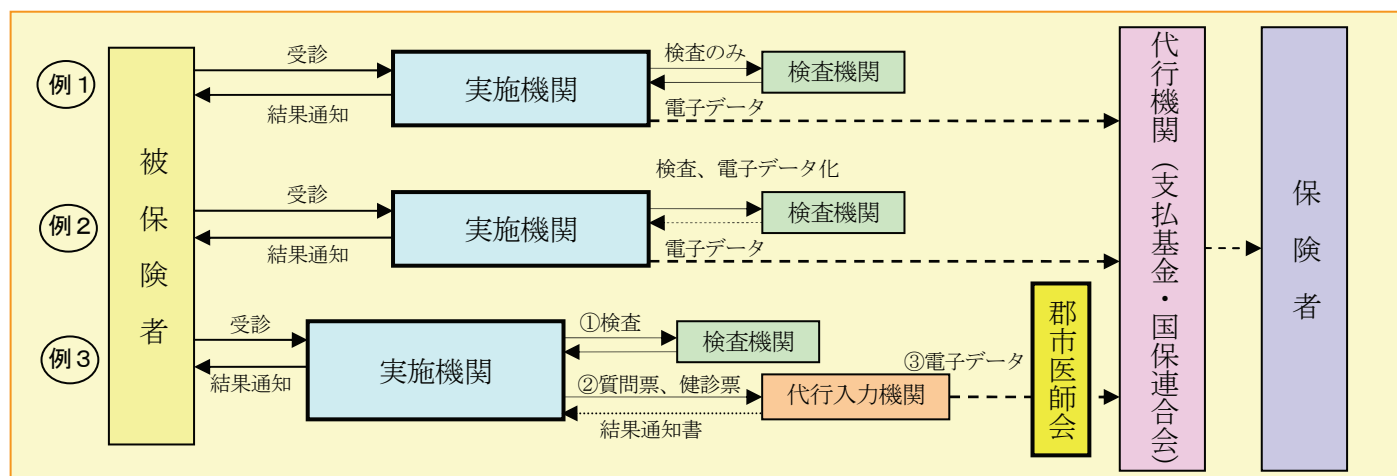 被保険者
例1
受診
結果通知
実施機関
検査のみ
検査機関
電子データ
例2
受診
結果通知
実施機関
検査、電子データ化
検査機関
電子データ
例3
受診
結果通知
実施機関
①検査
検査機関
②質問票、健診票
代行入力機関
結果通知書
③電子データ
郡市医師会
代行機関（支払基金・国保連合会）
保険者